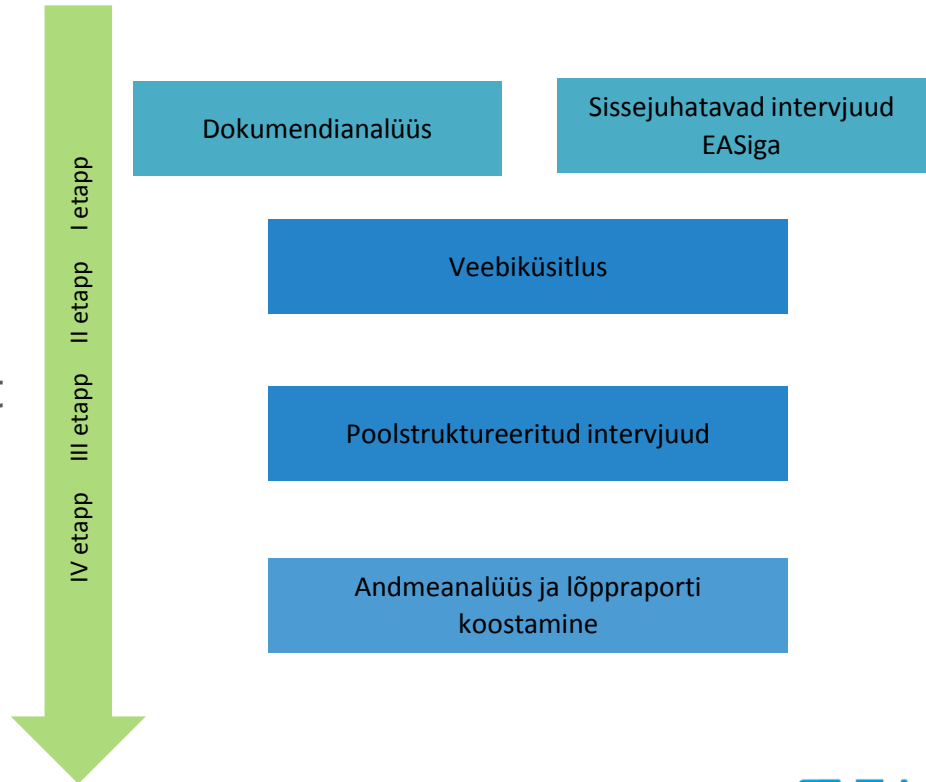 Dokumendianalüüs
Sissejuhatavad intervjuud
EASiga
I etapp
Veebiküsitlus
II etapp
Poolstruktureeritud intervjuud
III etapp
Andmeanalüüs ja lõppraporti
koostamine
IV etapp